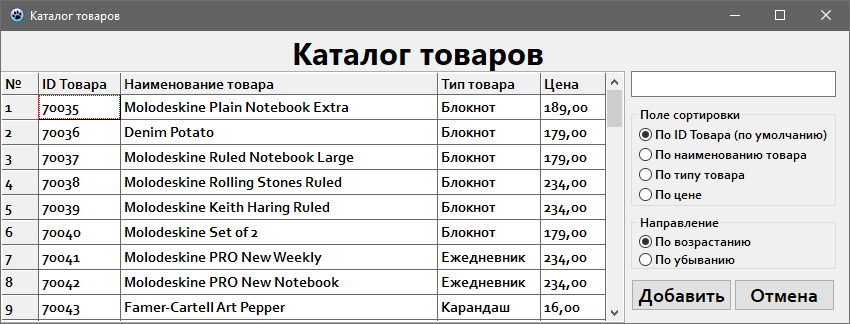 Каталог товаров
Каталог товаров
№ ID Товара Наименование товара Тип товара Цена
1 70035 Molodeskine Plain Notebook Extra Блокнот 189,00
2 70036 Denim Potato Блокнот 179,00
3 70037 Molodeskine Ruled Notebook Large Блокнот 179,00
4 70038 Molodeskine Rolling Stones Ruled Блокнот 234,00
5 70039 Molodeskine Keith Haring Ruled Блокнот 234,00
6 70040 Molodeskine Set of 2 Блокнот 179,00
7 70041 Molodeskine PRO New Weekly Ежедневник 234,00
8 70042 Molodeskine PRO New Notebook Ежедневник 234,00
9 70043 Famer-Cartell Art Pepper Карандаш 16,00
Поле сортировки
По ID Товара (по умолчанию)
По наименованию товара
По типу товара
По цене
Направление
По возрастанию
По убыванию
Добавить Отмена